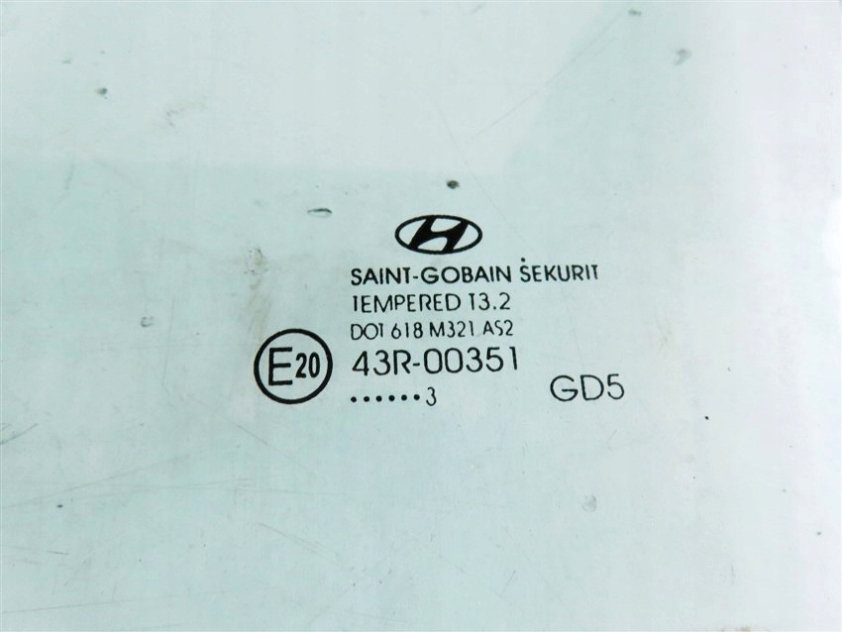 SAINT-GOBAIN SEKURIT
TEMPERED T3.2
DOT 618 M321 AS2
E20 43R-00351
••••••3 GD5